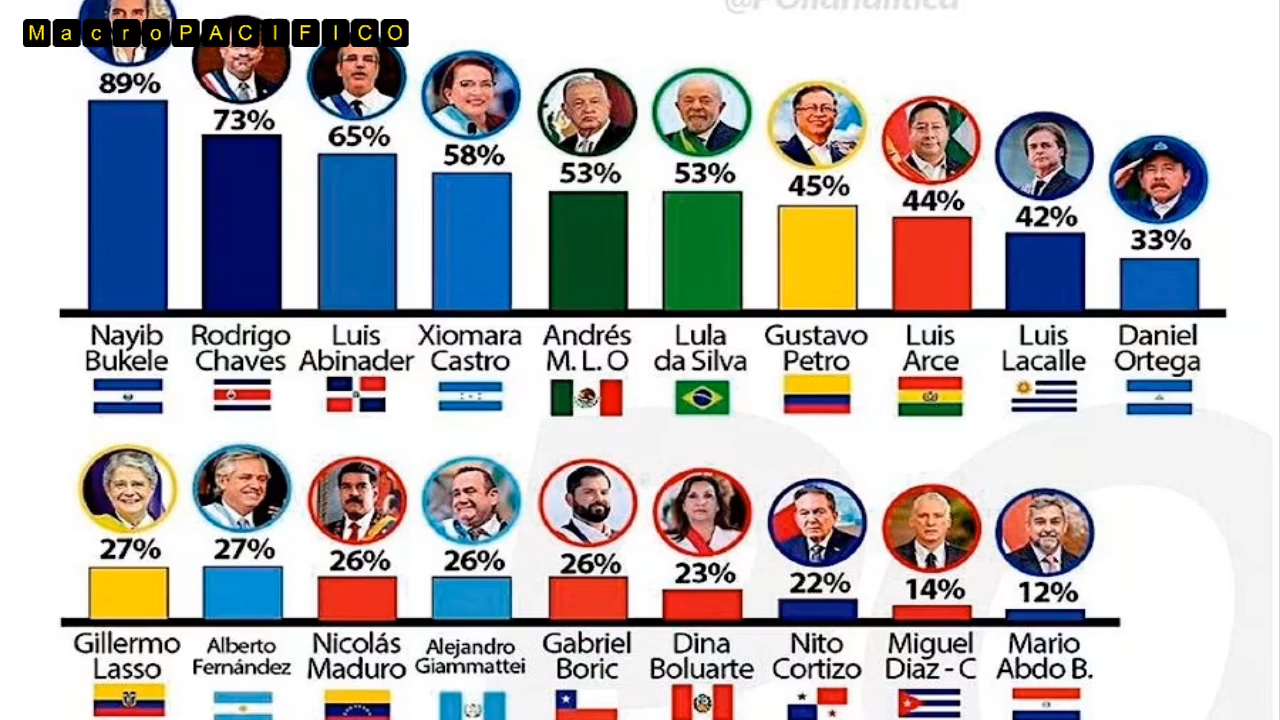 @POlianalitica
MacroPACIFICO
89% 73% 65% 58% 53% 53% 45% 44% 42% 33%
Nayib Rodrigo Luis Xiomara Andrés Lula Gustavo Luis Luis Daniel
Bukele Chaves Abinader Castro M. L. O da Silva Petro Arce Lacalle Ortega
27% 27% 26% 26% 26% 23% 22% 14% 12%
Gillermo Alberto Nicolás Alejandro Gabriel Dina Nito Miguel Mario
Lasso Fernández Maduro Giammattei Boric Boluarte Cortizo Diaz - C Abdo B.